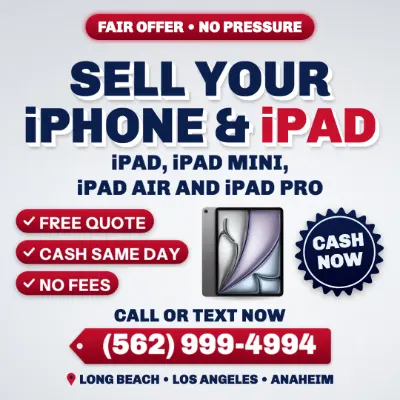 FAIR OFFER • NO PRESSURE
SELL YOUR
iPHONE & iPAD
iPAD, iPAD MINI,
iPAD AIR AND iPAD PRO
✓ FREE QUOTE
✓ CASH SAME DAY
✓ NO FEES
CASH
NOW
CALL OR TEXT NOW
(562) 999-4994
LONG BEACH • LOS ANGELES • ANAHEIM